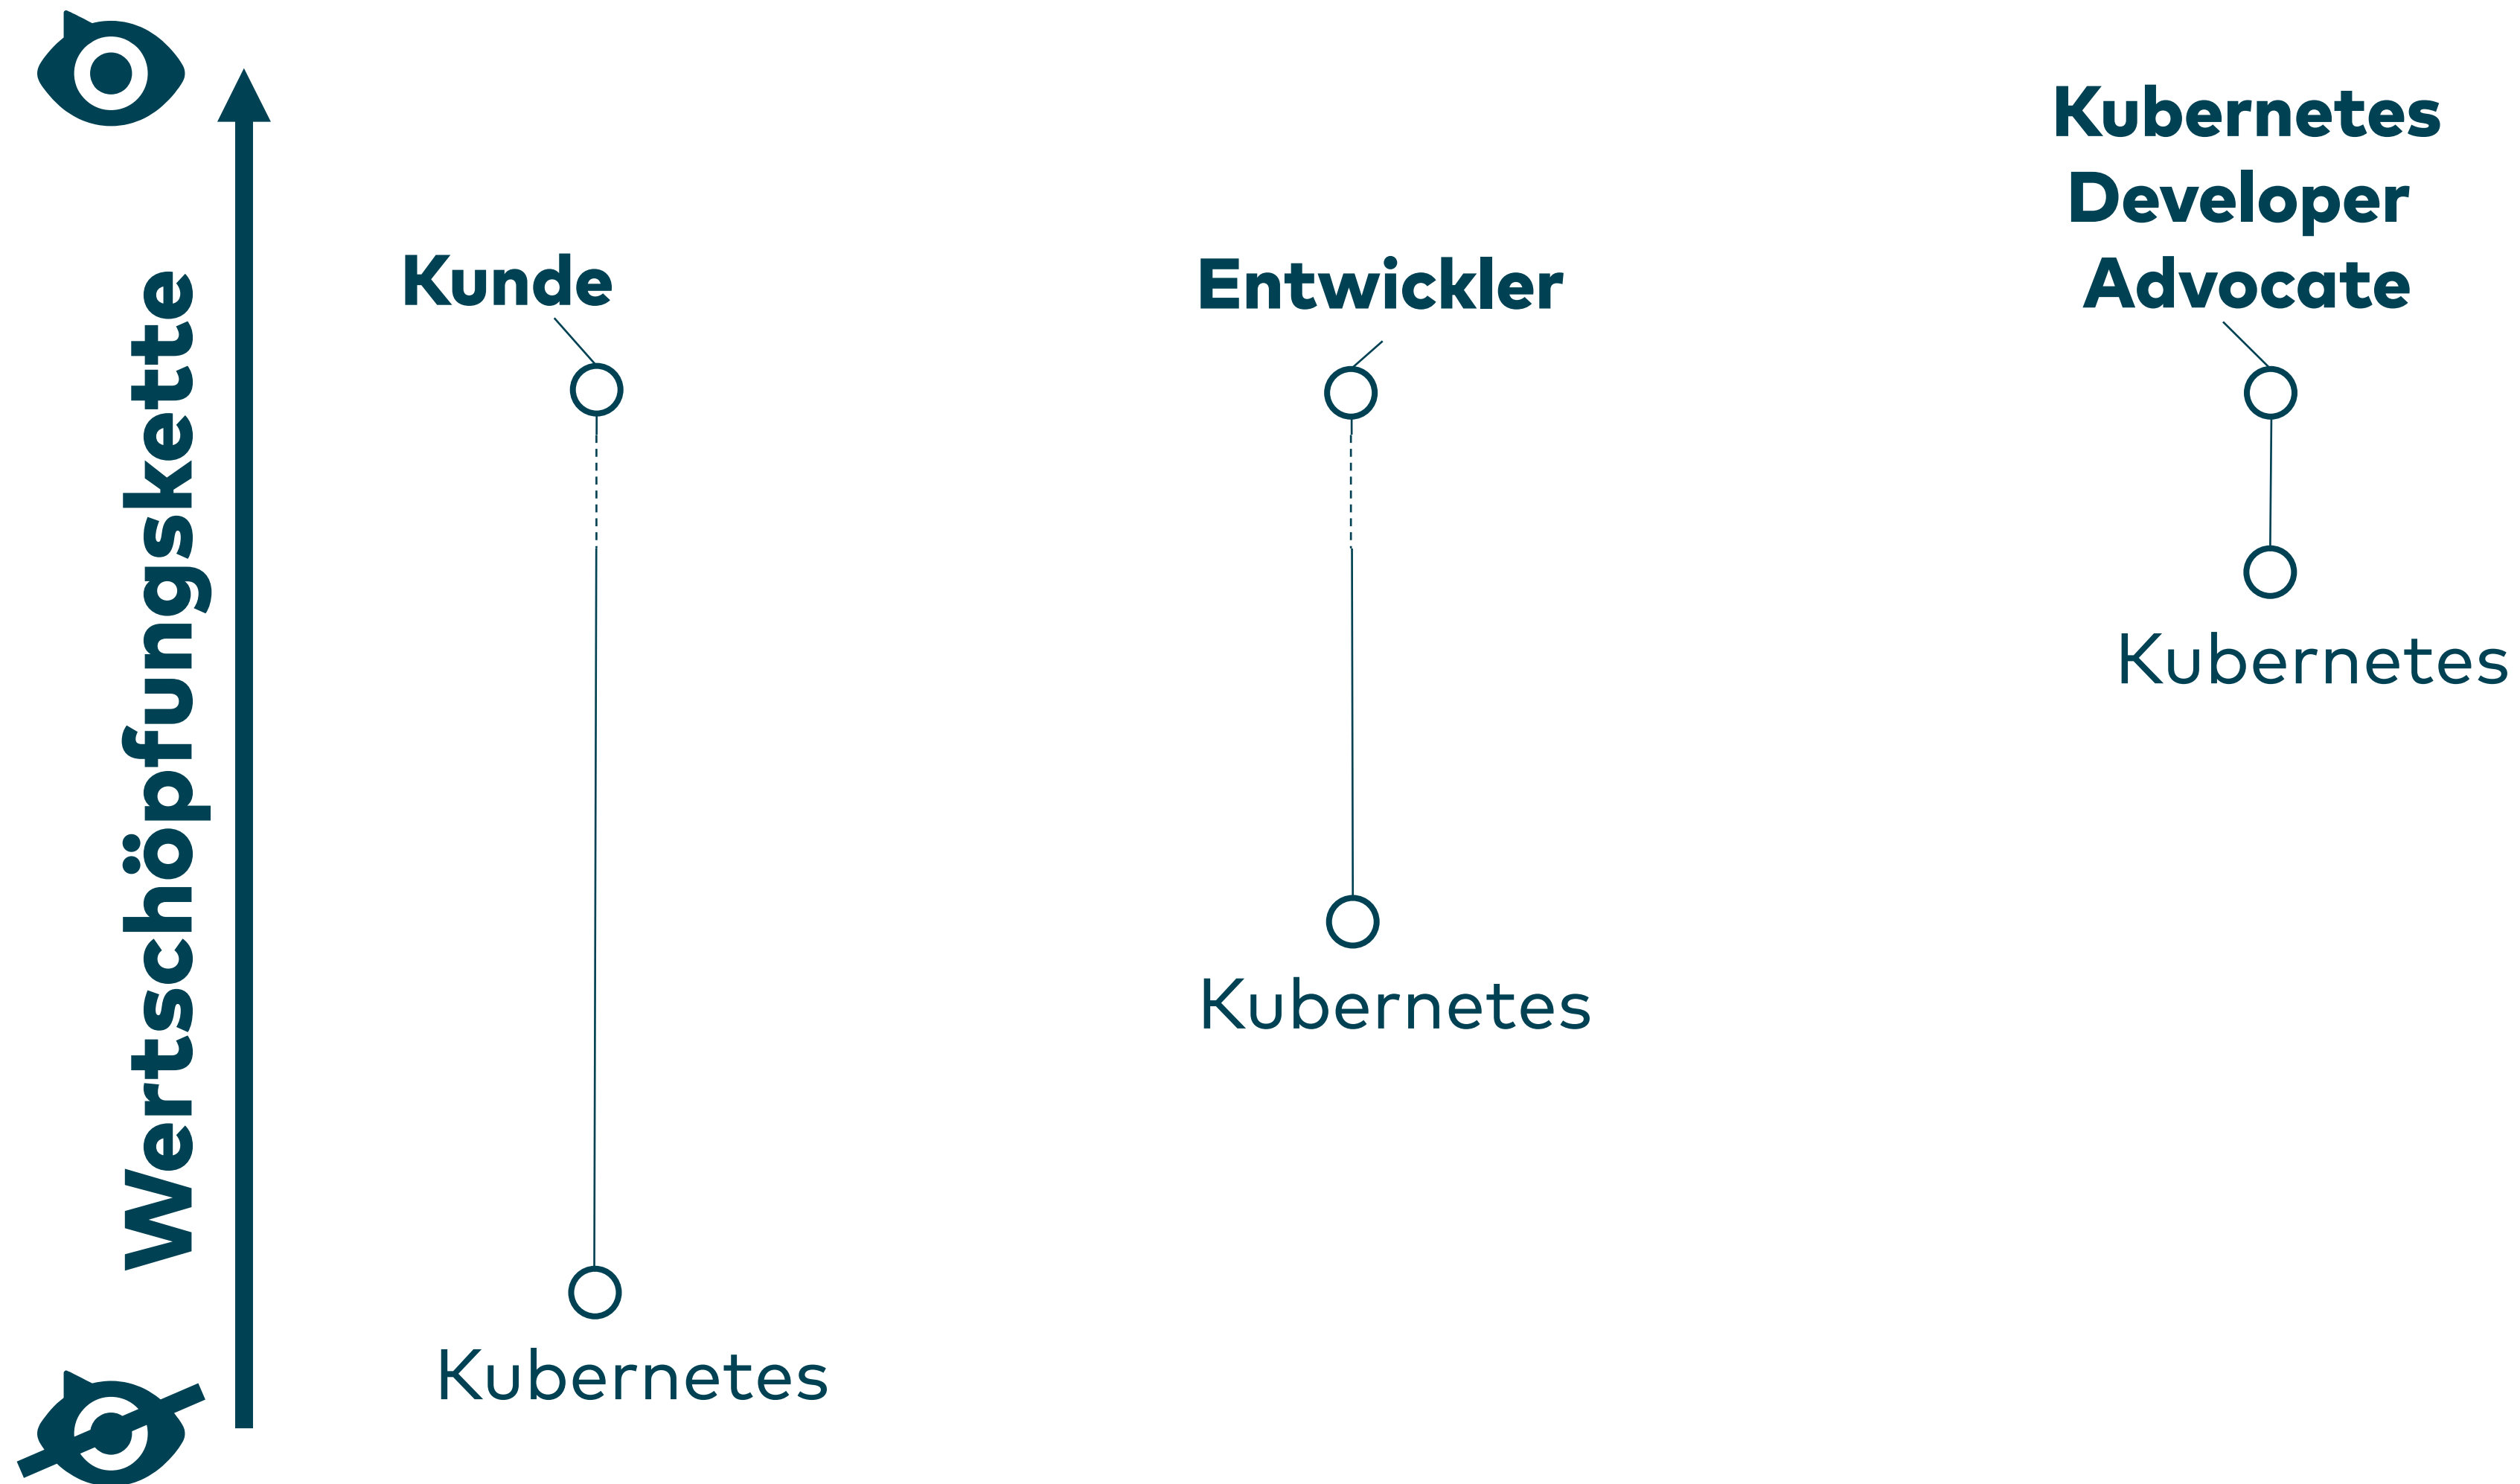 Wertschöpfungskette
Kunde
Entwickler
Kubernetes
Developer
Advocate
Kubernetes
Kubernetes
Kubernetes